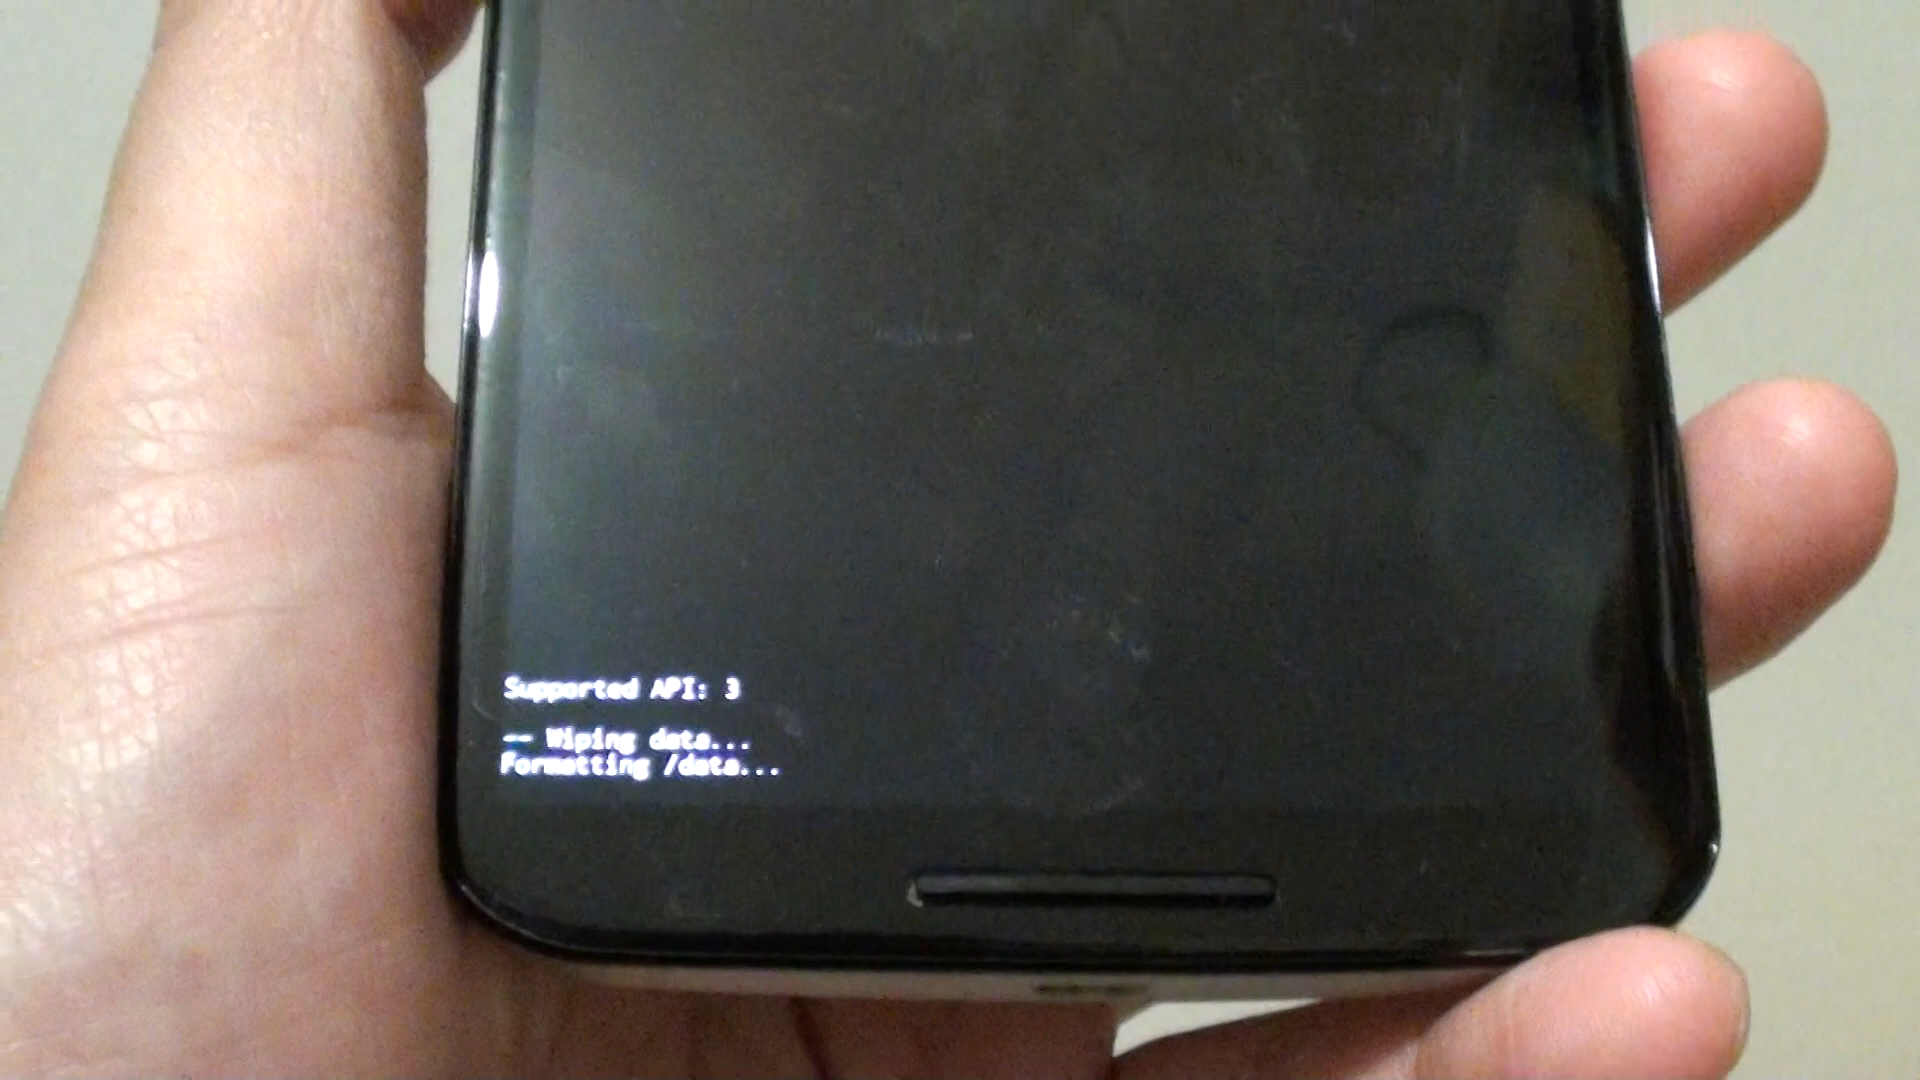 Supported API: 3
-- Wiping data...
Formatting /data...